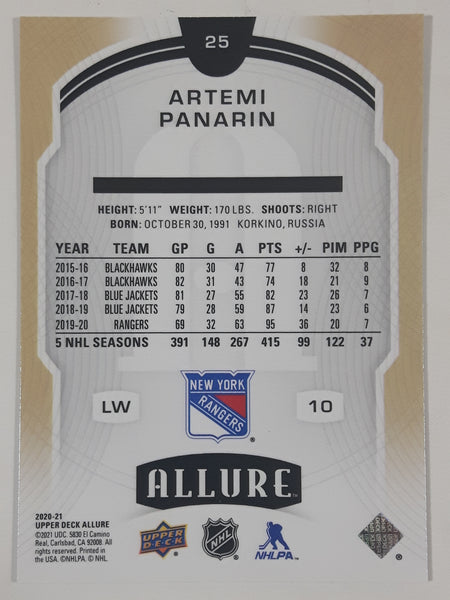 25
ARTEMI
PANARIN
HEIGHT: 5'11" WEIGHT: 170 LBS. SHOOTS: RIGHT
BORN: OCTOBER 30, 1991 KORKINO, RUSSIA
YEAR TEAM GP G A PTS +/- PIM PPG
2015-16 BLACKHAWKS 80 30 47 77 8 32 8
2016-17 BLACKHAWKS 82 31 43 74 18 21 9
2017-18 BLUE JACKETS 81 27 55 82 23 26 7
2018-19 BLUE JACKETS 79 28 59 87 14 23 6
2019-20 RANGERS 69 32 63 95 36 20 7
5 NHL SEASONS 391 148 267 415 99 122 37
LW
NEW YORK
RANGERS
®
10
ALLURE™
2020-21
UPPER DECK ALLURE
©2021 UDC. 5830 El Camino
Real, Carlsbad, CA 92008. All
rights reserved. Printed in
the USA. ©NHLPA. © NHL.
UPPER
DECK
NHL
NHLPA.
®